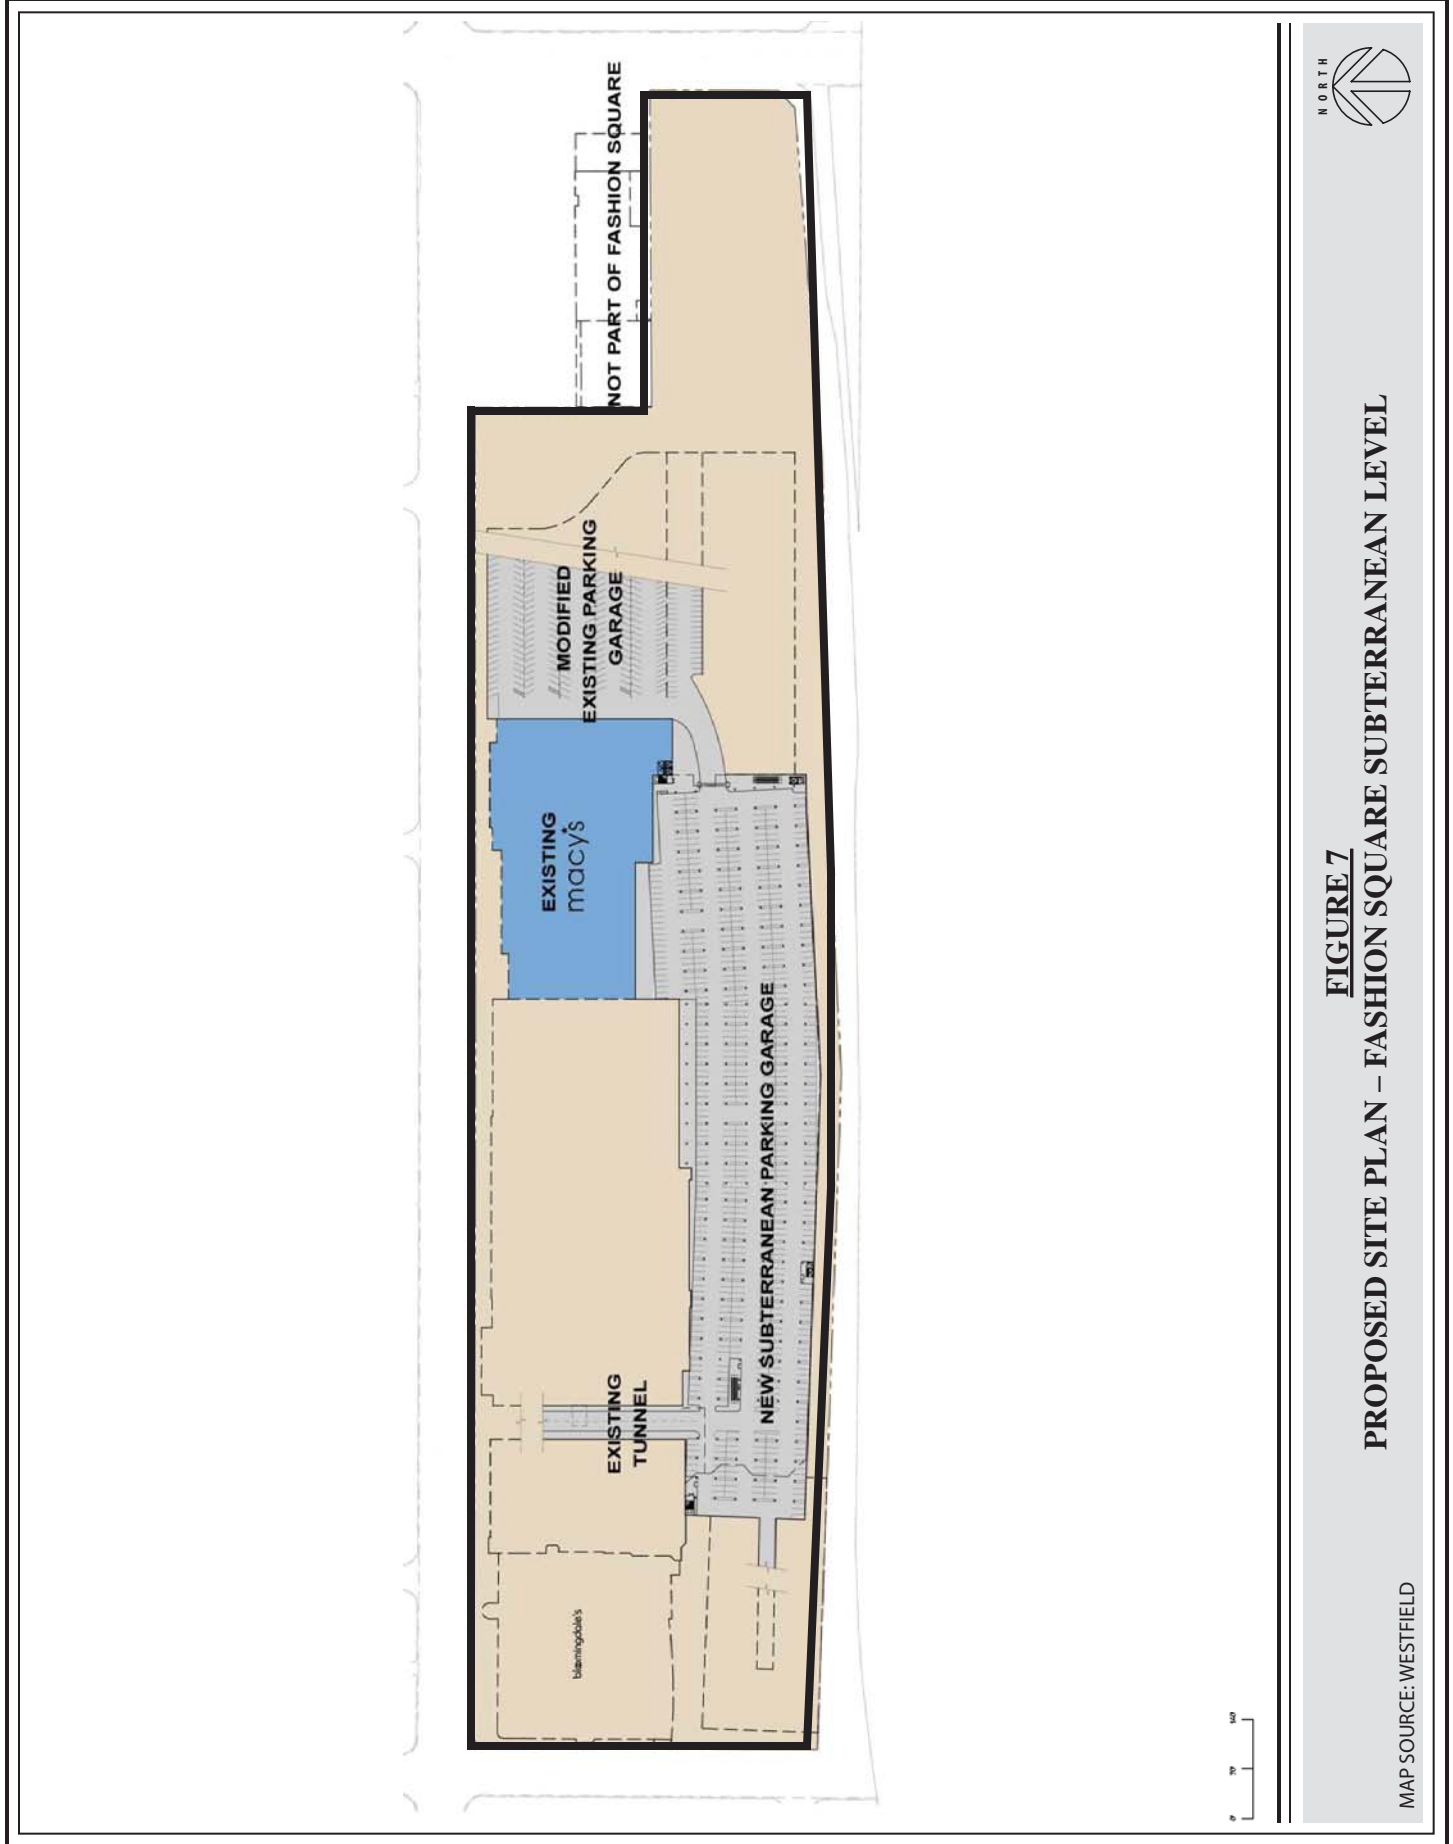 NOT PART OF FASHION SQUARE
MODIFIED
EXISTING PARKING
GARAGE
EXISTING
macy's
NEW SUBTERRANEAN PARKING GARAGE
EXISTING
TUNNEL
bloomingdale's
NORTH
FIGURE 7
PROPOSED SITE PLAN – FASHION SQUARE SUBTERRANEAN LEVEL
MAP SOURCE: WESTFIELD